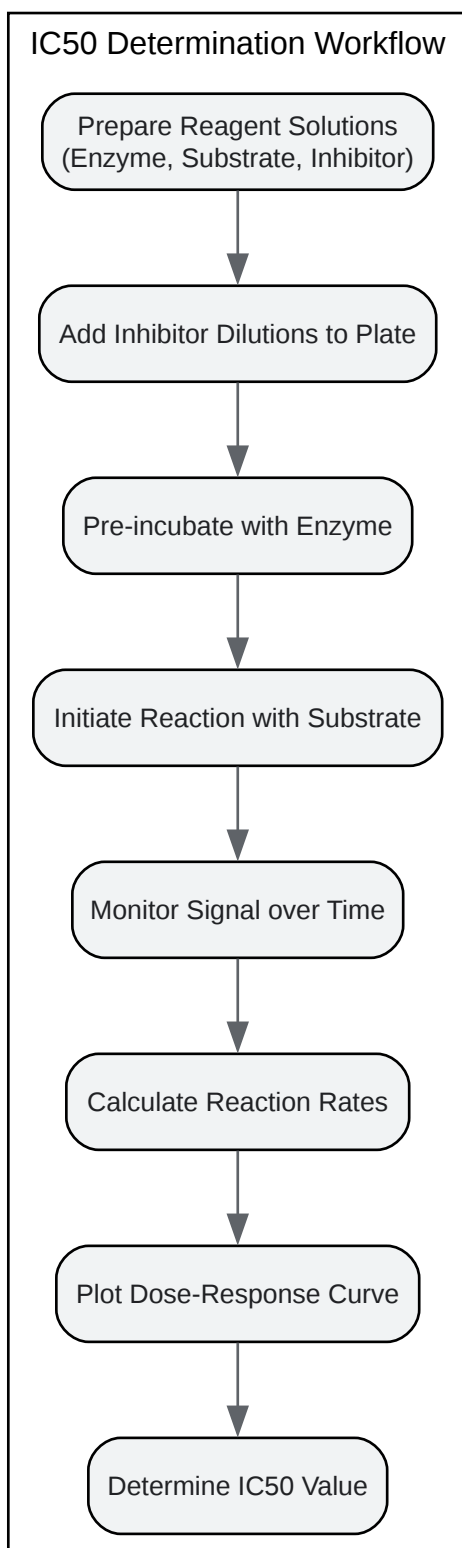 IC50 Determination Workflow
Prepare Reagent Solutions
(Enzyme, Substrate, Inhibitor)
Add Inhibitor Dilutions to Plate
Pre-incubate with Enzyme
Initiate Reaction with Substrate
Monitor Signal over Time
Calculate Reaction Rates
Plot Dose-Response Curve
Determine IC50 Value